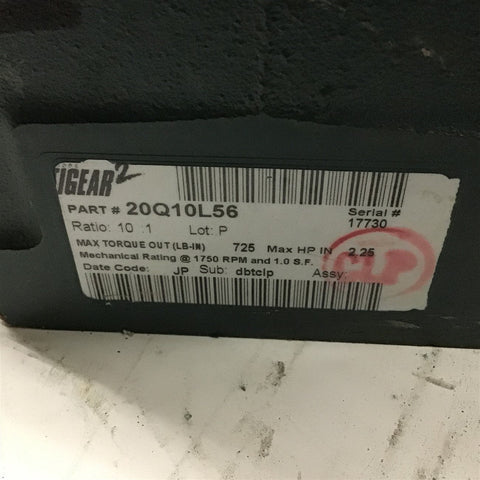 IGEAR2
PART # 20Q10L56
Serial #
17730
Ratio: 10 :1 Lot: P
MAX TORQUE OUT (LB-IN) 725 Max HP IN 2.25
Mechanical Rating @ 1750 RPM and 1.0 S.F.
Date Code: JP Sub: dbtclp Assy: